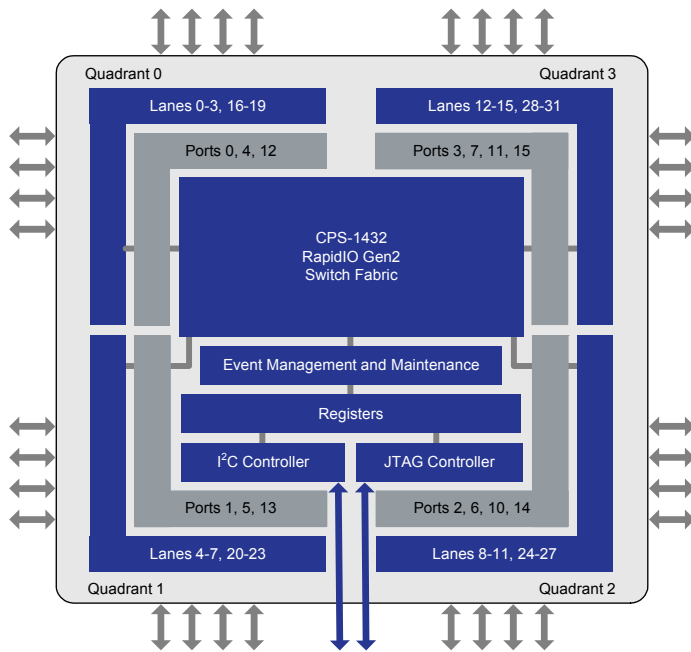 Quadrant 0
Quadrant 3
Lanes 0-3, 16-19
Lanes 12-15, 28-31
Ports 0, 4, 12
Ports 3, 7, 11, 15
CPS-1432
RapidIO Gen2
Switch Fabric
Event Management and Maintenance
Registers
I²C Controller
JTAG Controller
Ports 1, 5, 13
Ports 2, 6, 10, 14
Lanes 4-7, 20-23
Lanes 8-11, 24-27
Quadrant 1
Quadrant 2